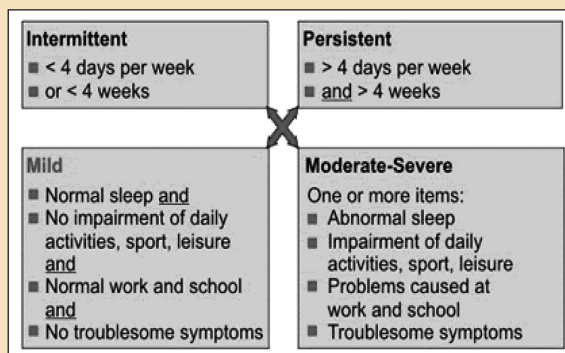 Intermittent
■ < 4 days per week
■ or < 4 weeks
Persistent
■ > 4 days per week
■ and > 4 weeks
Mild
■ Normal sleep and
■ No impairment of daily
activities, sport, leisure
and
■ Normal work and school
and
■ No troublesome symptoms
Moderate-Severe
One or more items:
■ Abnormal sleep
■ Impairment of daily
activities, sport, leisure
■ Problems caused at
work and school
■ Troublesome symptoms